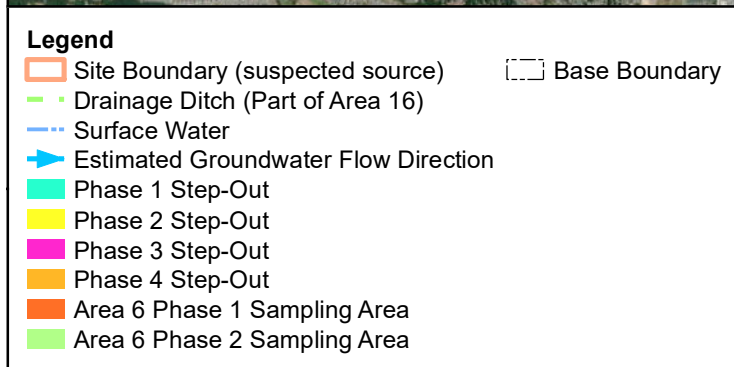 Legend
Site Boundary (suspected source) Base Boundary
Drainage Ditch (Part of Area 16)
Surface Water
Estimated Groundwater Flow Direction
Phase 1 Step-Out
Phase 2 Step-Out
Phase 3 Step-Out
Phase 4 Step-Out
Area 6 Phase 1 Sampling Area
Area 6 Phase 2 Sampling Area